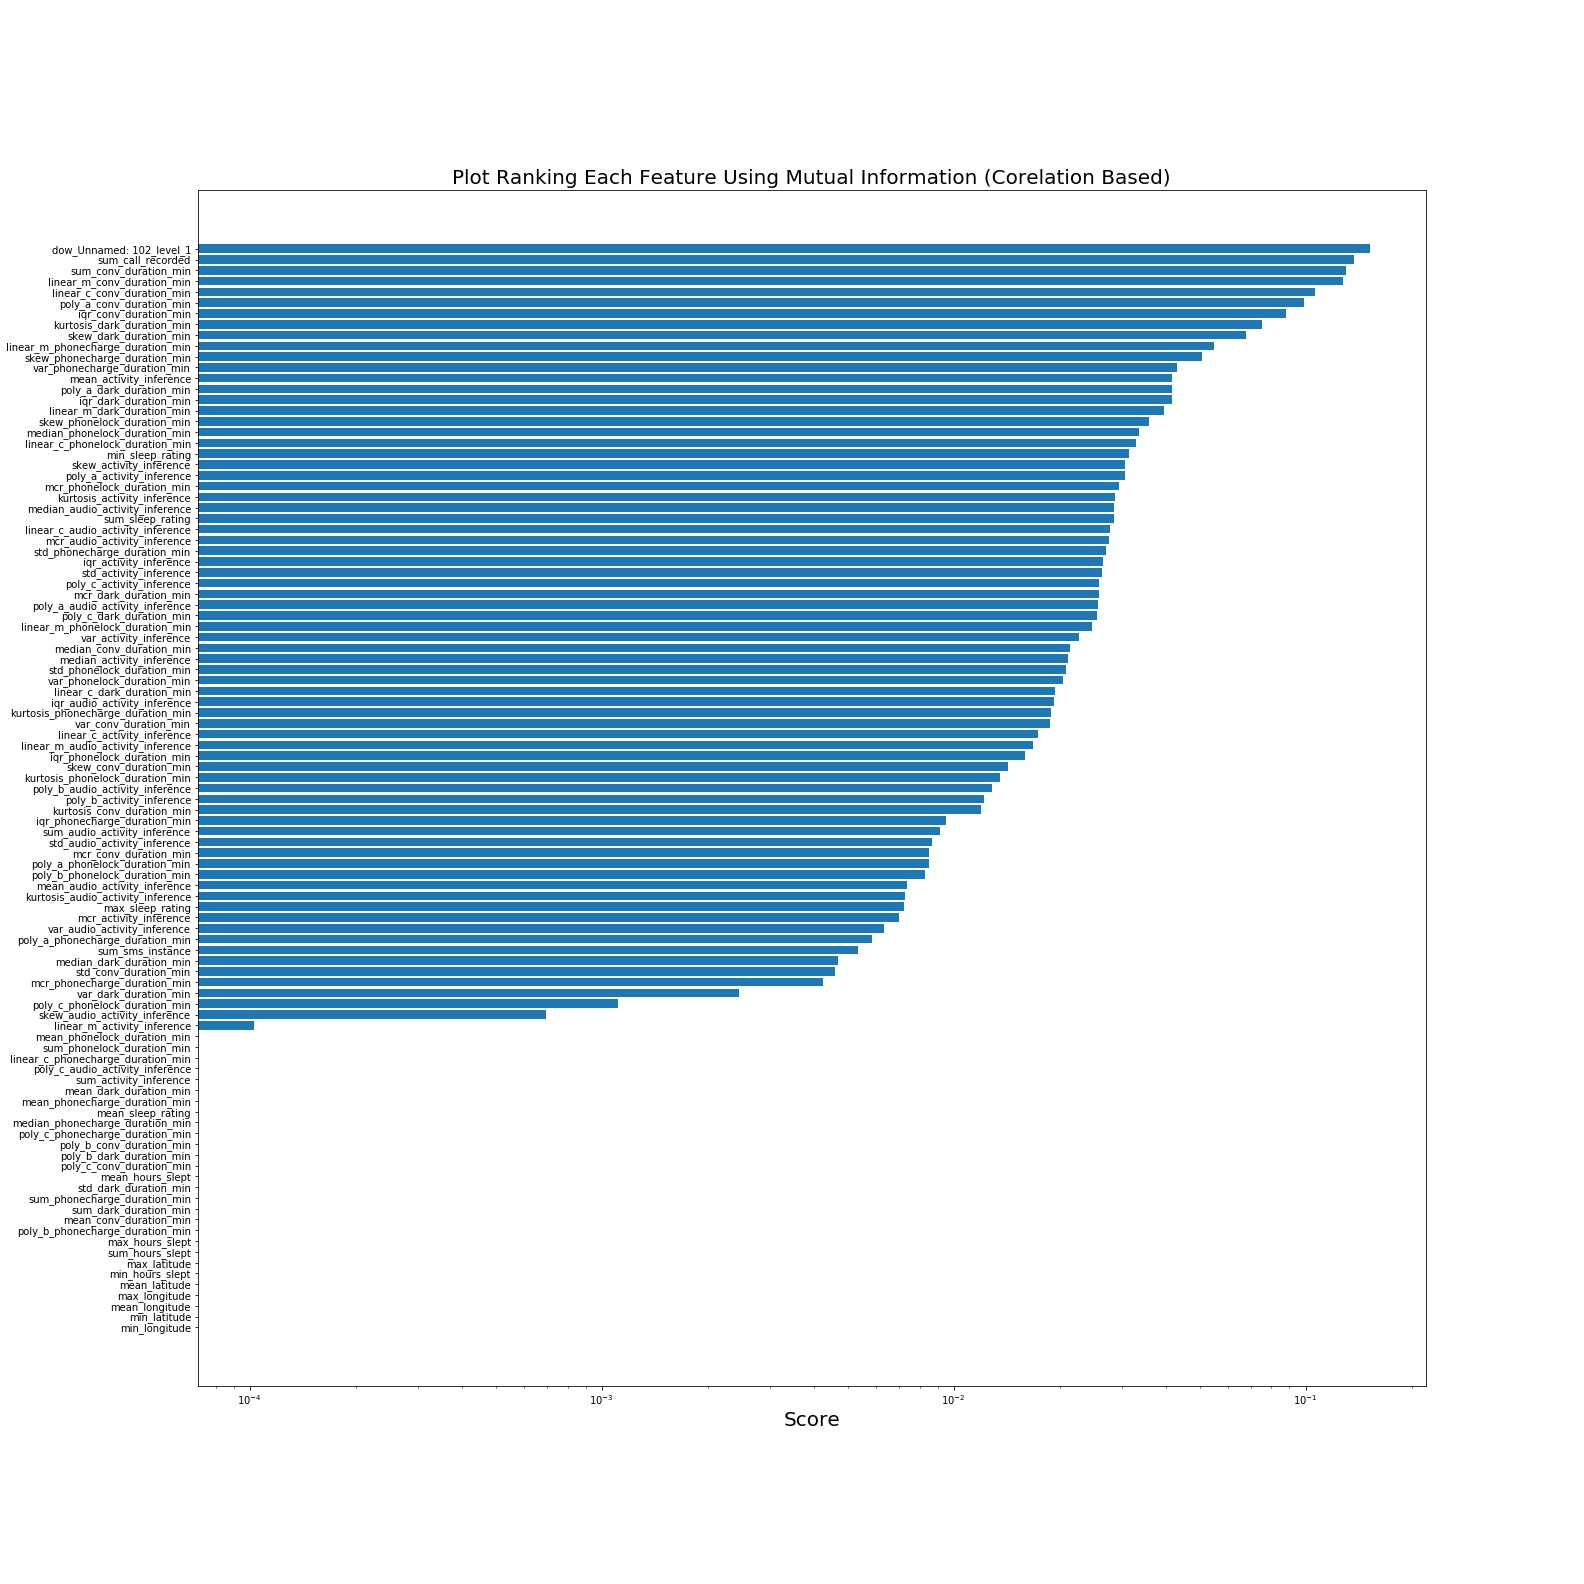 Plot Ranking Each Feature Using Mutual Information (Corelation Based)
dow_Unnamed: 102_level_1
sum_call_recorded
sum_conv_duration_min
linear_m_conv_duration_min
linear_c_conv_duration_min
poly_a_conv_duration_min
iqr_conv_duration_min
kurtosis_dark_duration_min
skew_dark_duration_min
linear_m_phonecharge_duration_min
skew_phonecharge_duration_min
var_phonecharge_duration_min
mean_activity_inference
poly_a_dark_duration_min
iqr_dark_duration_min
linear_m_dark_duration_min
skew_phonelock_duration_min
median_phonelock_duration_min
linear_c_phonelock_duration_min
min_sleep_rating
skew_activity_inference
poly_a_activity_inference
mcr_phonelock_duration_min
kurtosis_activity_inference
median_audio_activity_inference
sum_sleep_rating
linear_c_audio_activity_inference
mcr_audio_activity_inference
std_phonecharge_duration_min
iqr_activity_inference
std_activity_inference
poly_c_activity_inference
mcr_dark_duration_min
poly_a_audio_activity_inference
poly_c_dark_duration_min
linear_m_phonelock_duration_min
var_activity_inference
median_conv_duration_min
median_activity_inference
std_phonelock_duration_min
var_phonelock_duration_min
linear_c_dark_duration_min
iqr_audio_activity_inference
kurtosis_phonecharge_duration_min
var_conv_duration_min
linear_c_activity_inference
linear_m_audio_activity_inference
iqr_phonelock_duration_min
skew_conv_duration_min
kurtosis_phonelock_duration_min
poly_b_audio_activity_inference
poly_b_activity_inference
kurtosis_conv_duration_min
iqr_phonecharge_duration_min
sum_audio_activity_inference
std_audio_activity_inference
mcr_conv_duration_min
poly_a_phonelock_duration_min
poly_b_phonelock_duration_min
mean_audio_activity_inference
kurtosis_audio_activity_inference
max_sleep_rating
mcr_activity_inference
var_audio_activity_inference
poly_a_phonecharge_duration_min
sum_sms_instance
median_dark_duration_min
std_conv_duration_min
mcr_phonecharge_duration_min
var_dark_duration_min
poly_c_phonelock_duration_min
skew_audio_activity_inference
linear_m_activity_inference
mean_phonelock_duration_min
sum_phonelock_duration_min
linear_c_phonecharge_duration_min
poly_c_audio_activity_inference
sum_activity_inference
mean_dark_duration_min
mean_phonecharge_duration_min
mean_sleep_rating
median_phonecharge_duration_min
poly_c_phonecharge_duration_min
poly_b_conv_duration_min
poly_b_dark_duration_min
poly_c_conv_duration_min
mean_hours_slept
std_dark_duration_min
sum_phonecharge_duration_min
sum_dark_duration_min
mean_conv_duration_min
poly_b_phonecharge_duration_min
max_hours_slept
sum_hours_slept
max_latitude
min_hours_slept
mean_latitude
max_longitude
mean_longitude
min_latitude
min_longitude
10⁻⁴ 10⁻³ 10⁻² 10⁻¹
Score